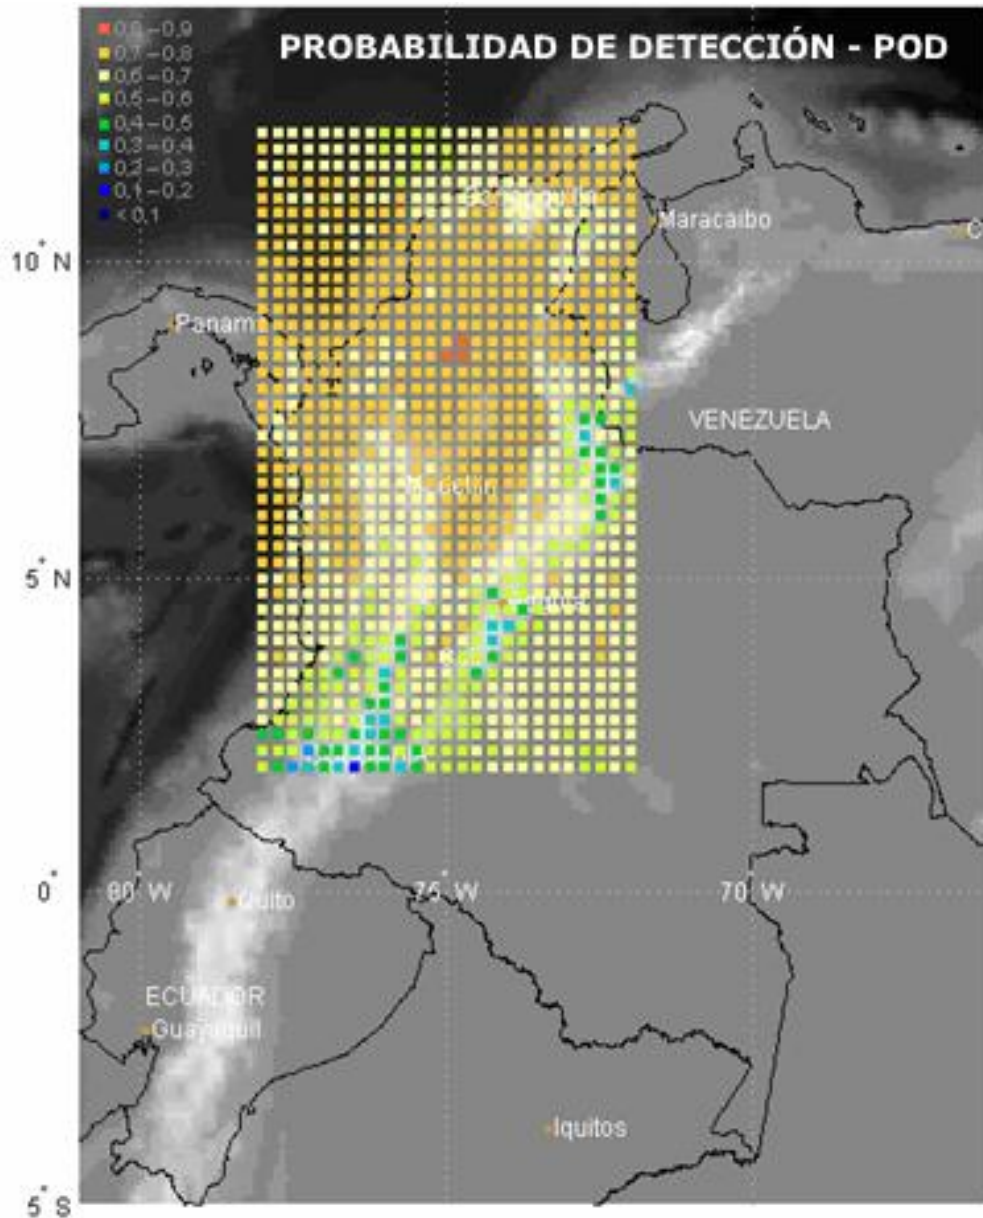 PROBABILIDAD DE DETECCIÓN - POD
0.8 – 0.9
0.7 – 0.8
0.6 – 0.7
0.5 – 0.6
0.4 – 0.5
0.3 – 0.4
0.2 – 0.3
0.1 – 0.2
< 0.1
Maracaibo
10° N
C
Panam
VENEZUELA
Medellín
5° N
0°
80° W
75° W
70° W
Quito
ECUADOR
Guayaquil
Iquitos
5° S